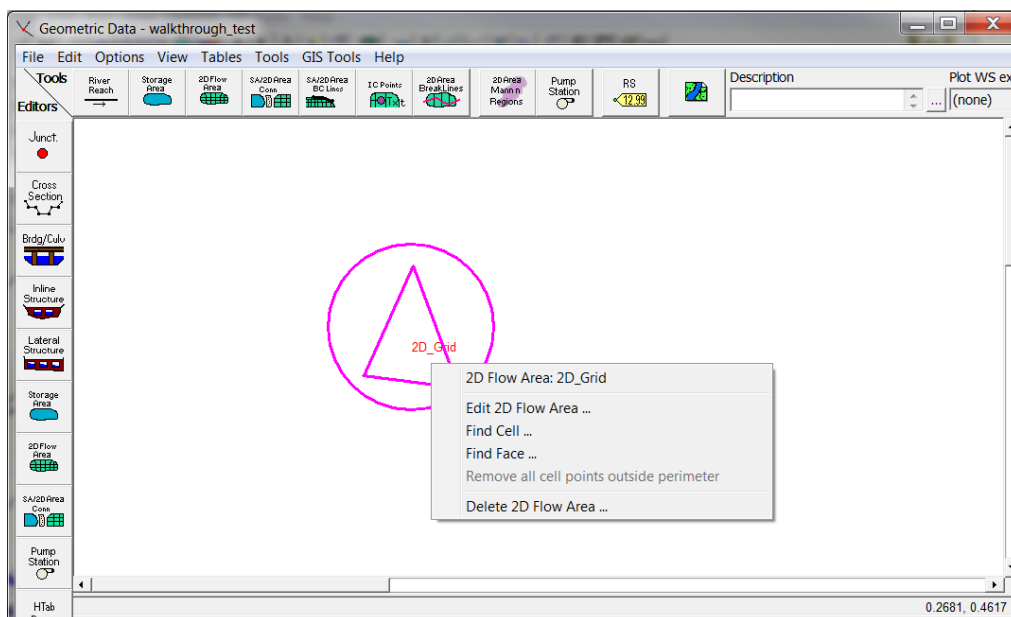 Geometric Data - walkthrough_test
File Edit Options View Tables Tools GIS Tools Help
Tools
Editors
River
Reach
Storage
Area
2D Flow
Area
SA/2D Area
Conn
SA/2D Area
BC Lines
IC Points
Txt
2D Area
BreakLines
2D Area
Mann n
Regions
Pump
Station
RS
12.99
Description
...
Plot WS ex
(none)
Junct.
Cross
Section
Brdg/Culv
Inline
Structure
Lateral
Structure
Storage
Area
2D Flow
Area
SA/2D Area
Conn
Pump
Station
HTab
2D_Grid
2D Flow Area: 2D_Grid
Edit 2D Flow Area ...
Find Cell ...
Find Face ...
Remove all cell points outside perimeter
Delete 2D Flow Area ...
0.2681, 0.4617